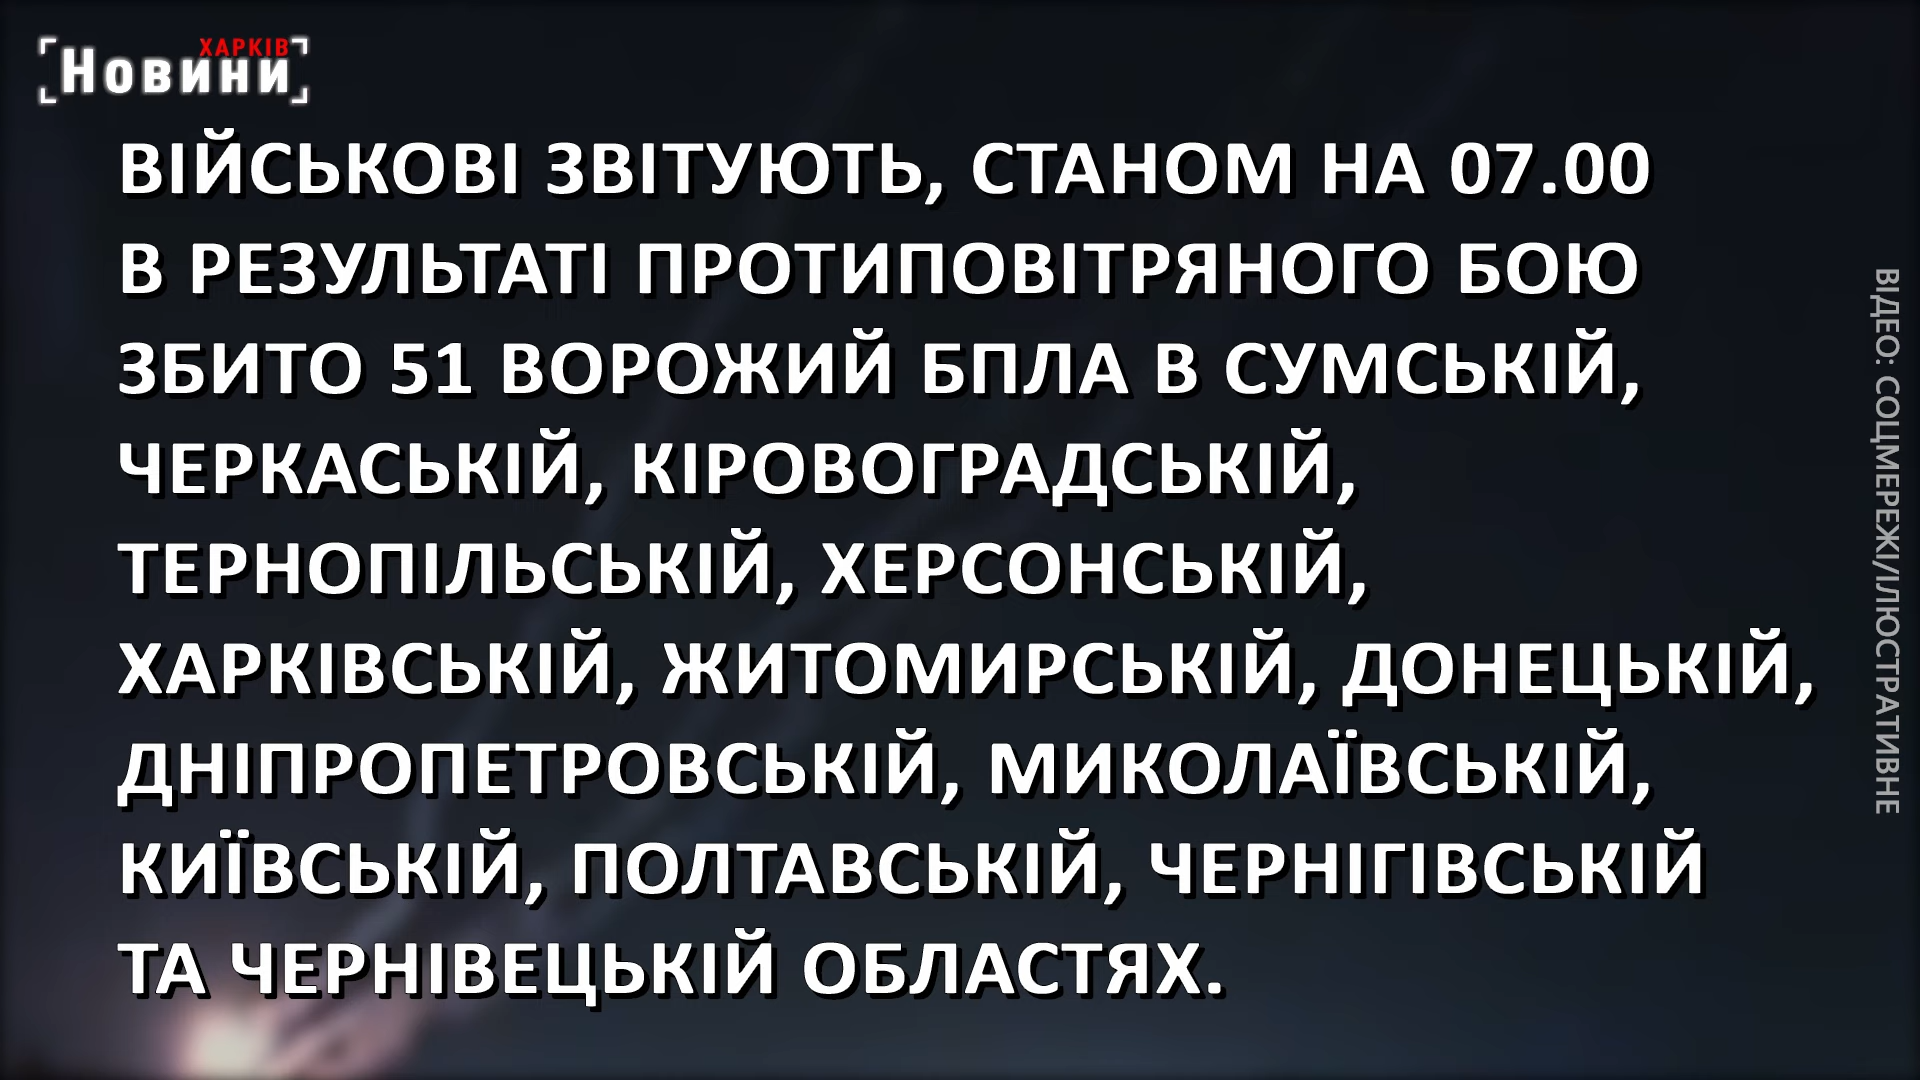 ХАРКІВ
Новини
ВІЙСЬКОВІ ЗВІТУЮТЬ, СТАНОМ НА 07.00
В РЕЗУЛЬТАТІ ПРОТИПОВІТРЯНОГО БОЮ
ЗБИТО 51 ВОРОЖИЙ БПЛА В СУМСЬКІЙ,
ЧЕРКАСЬКІЙ, КІРОВОГРАДСЬКІЙ,
ТЕРНОПІЛЬСЬКІЙ, ХЕРСОНСЬКІЙ,
ХАРКІВСЬКІЙ, ЖИТОМИРСЬКІЙ, ДОНЕЦЬКІЙ,
ДНІПРОПЕТРОВСЬКІЙ, МИКОЛАЇВСЬКІЙ,
КИЇВСЬКІЙ, ПОЛТАВСЬКІЙ, ЧЕРНІГІВСЬКІЙ
ТА ЧЕРНІВЕЦЬКІЙ ОБЛАСТЯХ.
ВІДЕО: СОЦМЕРЕЖІ/ІЛЮСТРАТИВНЕ